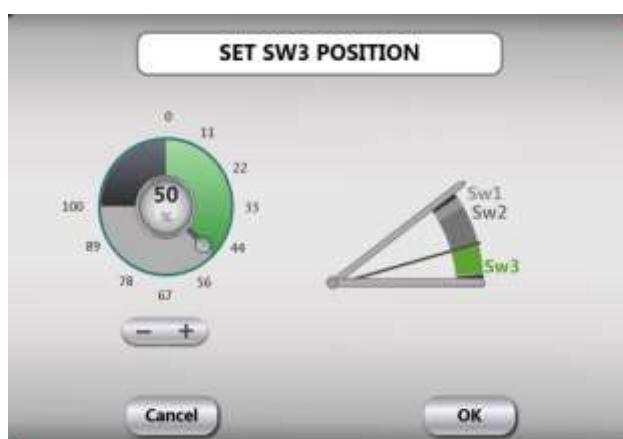 SET SW3 POSITION
0
11
22
33
44
56
67
78
89
100
50
%
Sw1
Sw2
Sw3
− +
Cancel
OK